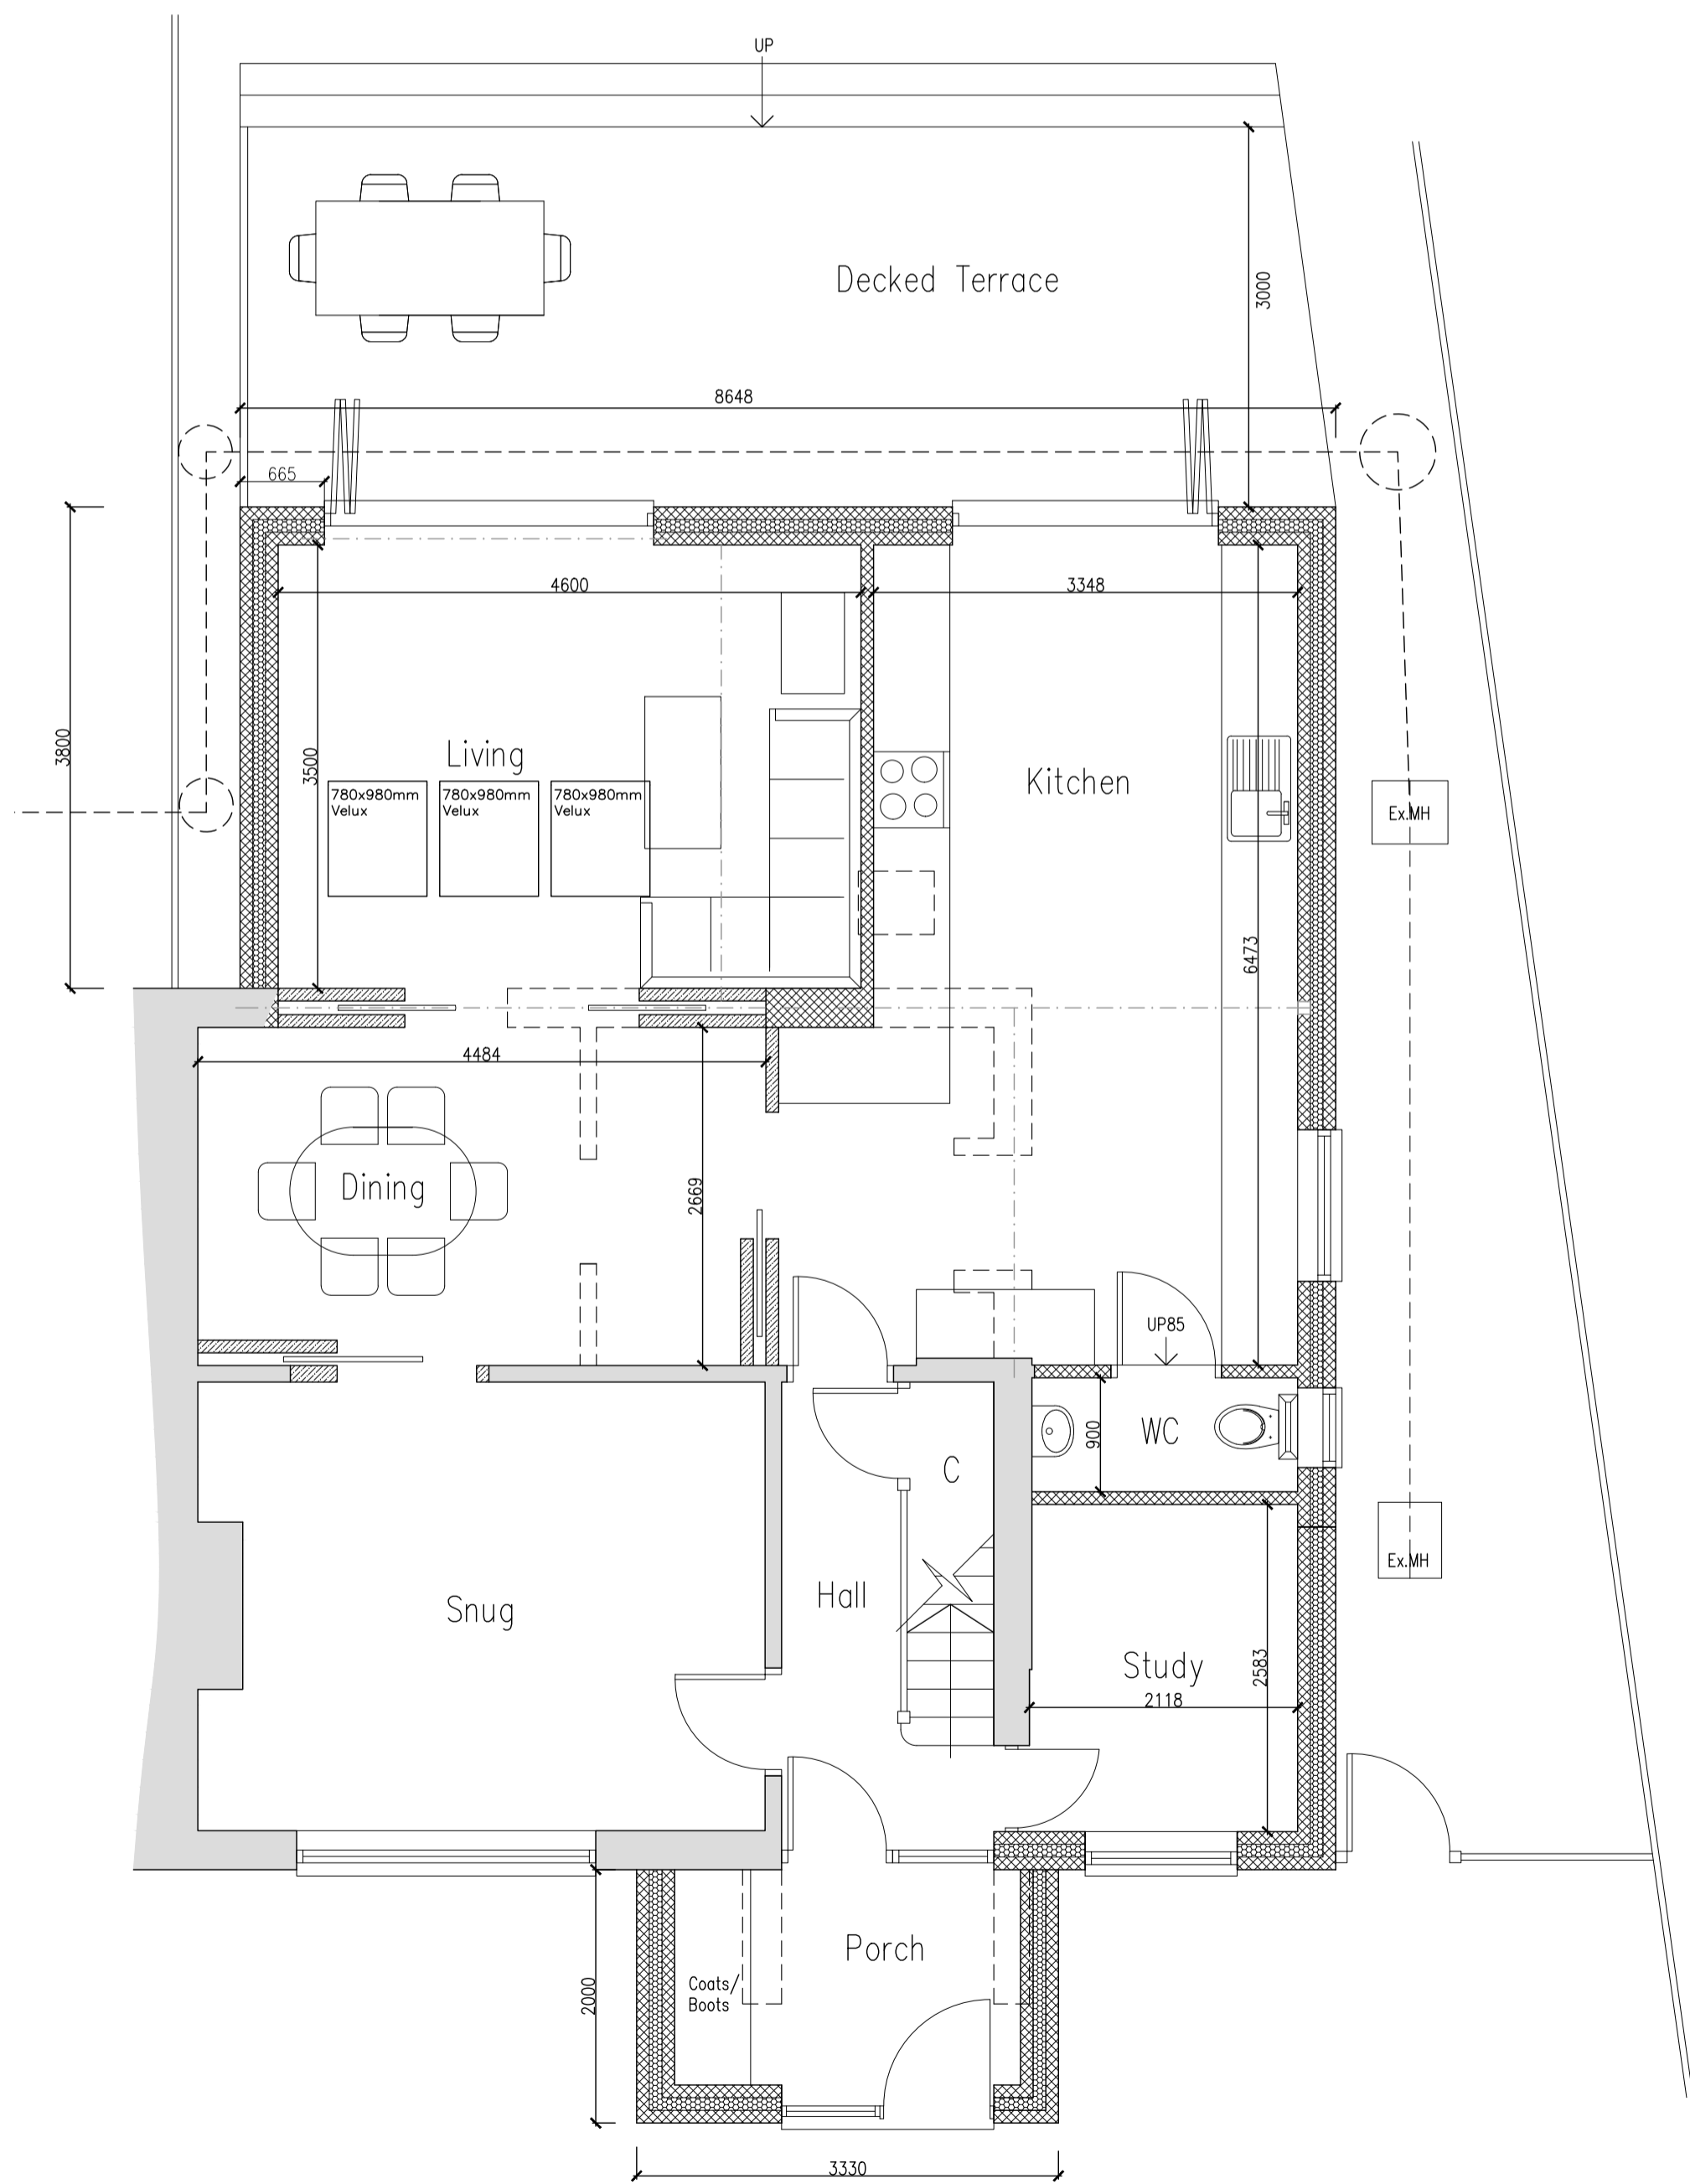 UP
Decked Terrace
3000
8648
665
4600
3348
3800
3500
Living
780x980mm
Velux
780x980mm
Velux
780x980mm
Velux
Kitchen
Ex.MH
6473
4484
Dining
2669
UP85
900
WC
C
Hall
Snug
Ex.MH
Study
2583
2118
Porch
Coats/
Boots
2000
3330